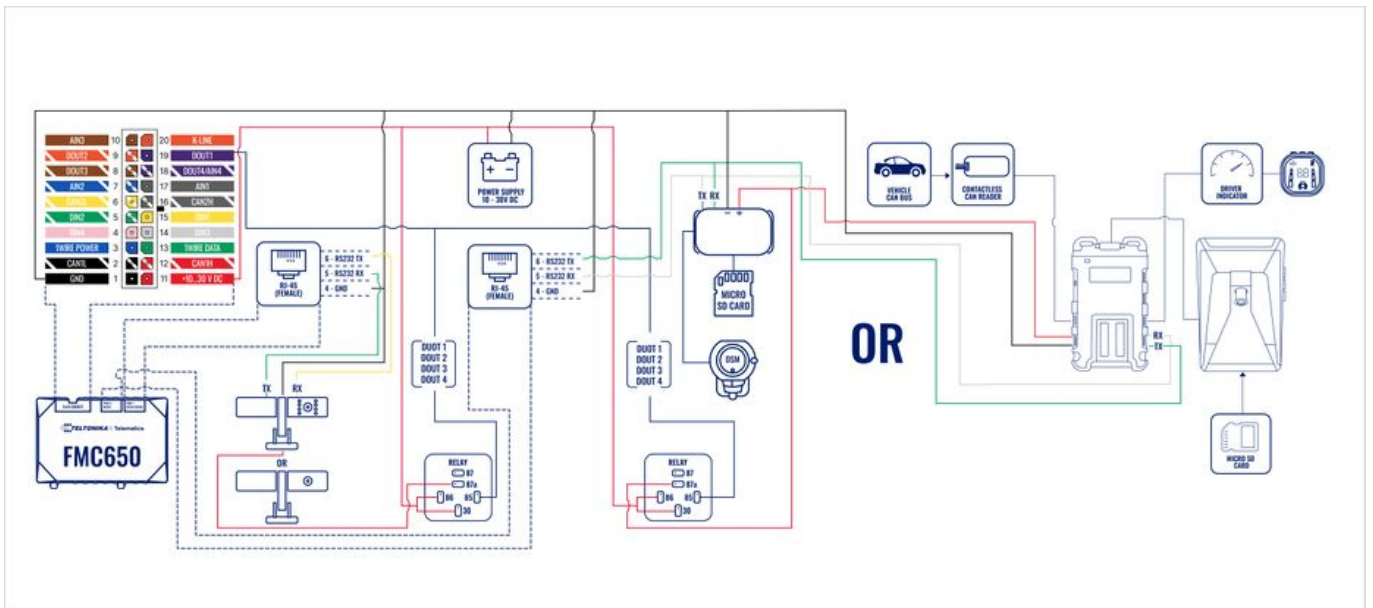 AIN3 10 20 K-LINE
DOUT2 9 19 DOUT1
DOUT3 8 18 DOUT4/AIN4
AIN2 7 17 AIN1
6 16 CAN2H
DIN2 5 15
DIN4 4 14 DIN3
1WIRE POWER 3 13 1WIRE DATA
CAN1L 2 12 CAN1H
GND 1 11 +10...30 V DC
POWER SUPPLY
10 - 30V DC
RJ-45
(FEMALE)
6 - RS232 TX
5 - RS232 RX
4 - GND
RJ-45
(FEMALE)
6 - RS232 TX
5 - RS232 RX
4 - GND
TX RX
MICRO
SD CARD
DSM
VEHICLE
CAN BUS
CONTACTLESS
CAN READER
DRIVER
INDICATOR
OR
RX
TX
MICRO SD
CARD
DUOT 1
DOUT 2
DOUT 3
DOUT 4
DUOT 1
DOUT 2
DOUT 3
DOUT 4
TX RX
OR
TELTONIKA | Telematics
FMC650
RELAY
87
87a
86 85
30
RELAY
87
87a
86 85
30